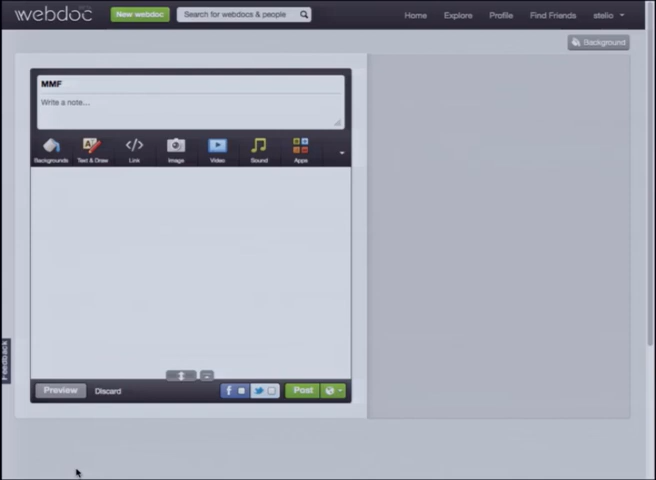 webdoc
New webdoc
Search for webdocs & people
Home
Explore
Profile
Find Friends
stelio
Background
MMF
Write a note...
Backgrounds
Text & Draw
Link
Image
Video
Sound
Apps
Feedback
Preview
Discard
Post